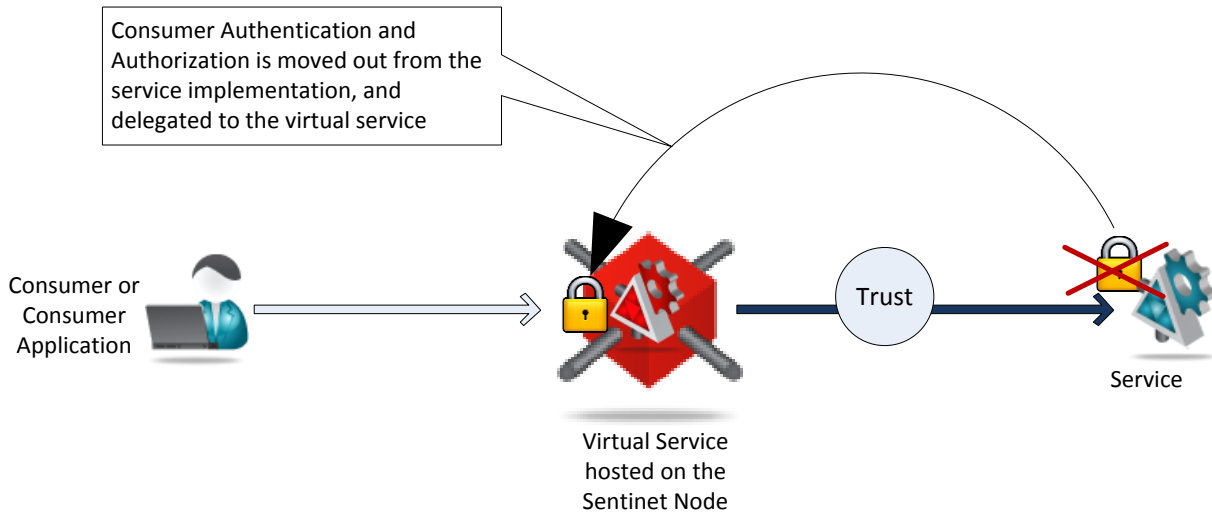 Consumer Authentication and
Authorization is moved out from the
service implementation, and
delegated to the virtual service
Consumer or
Consumer
Application
Trust
Service
Virtual Service
hosted on the
Sentinet Node